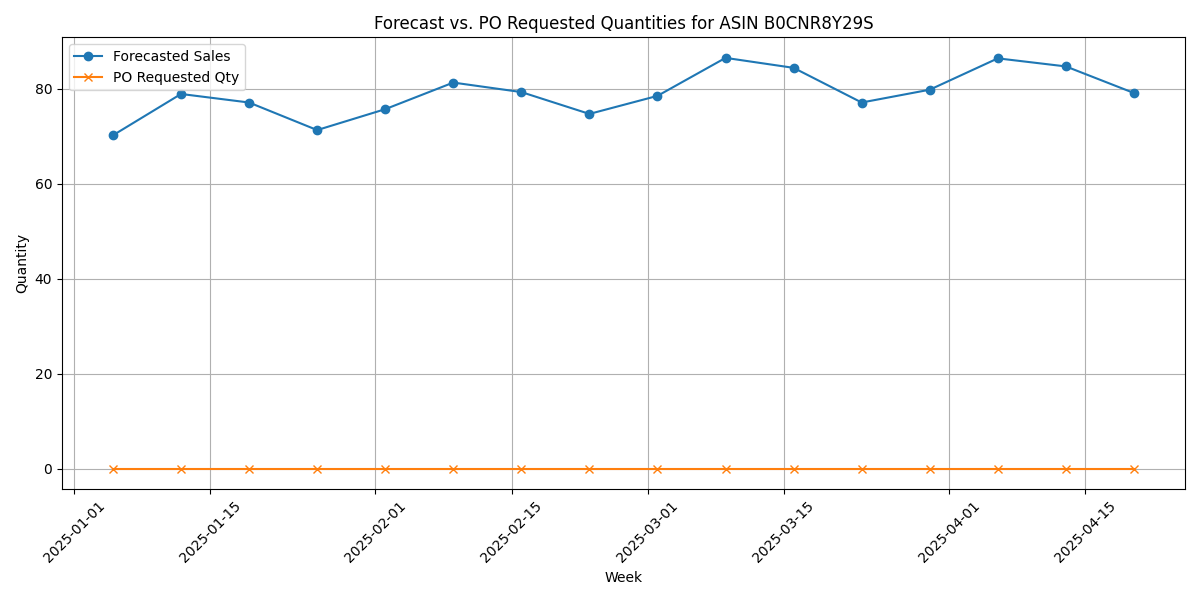 Forecast vs. PO Requested Quantities for ASIN B0CNR8Y29S
Forecasted Sales
PO Requested Qty
Quantity
80
60
40
20
0
2025-01-01
2025-01-15
2025-02-01
2025-02-15
2025-03-01
2025-03-15
2025-04-01
2025-04-15
Week